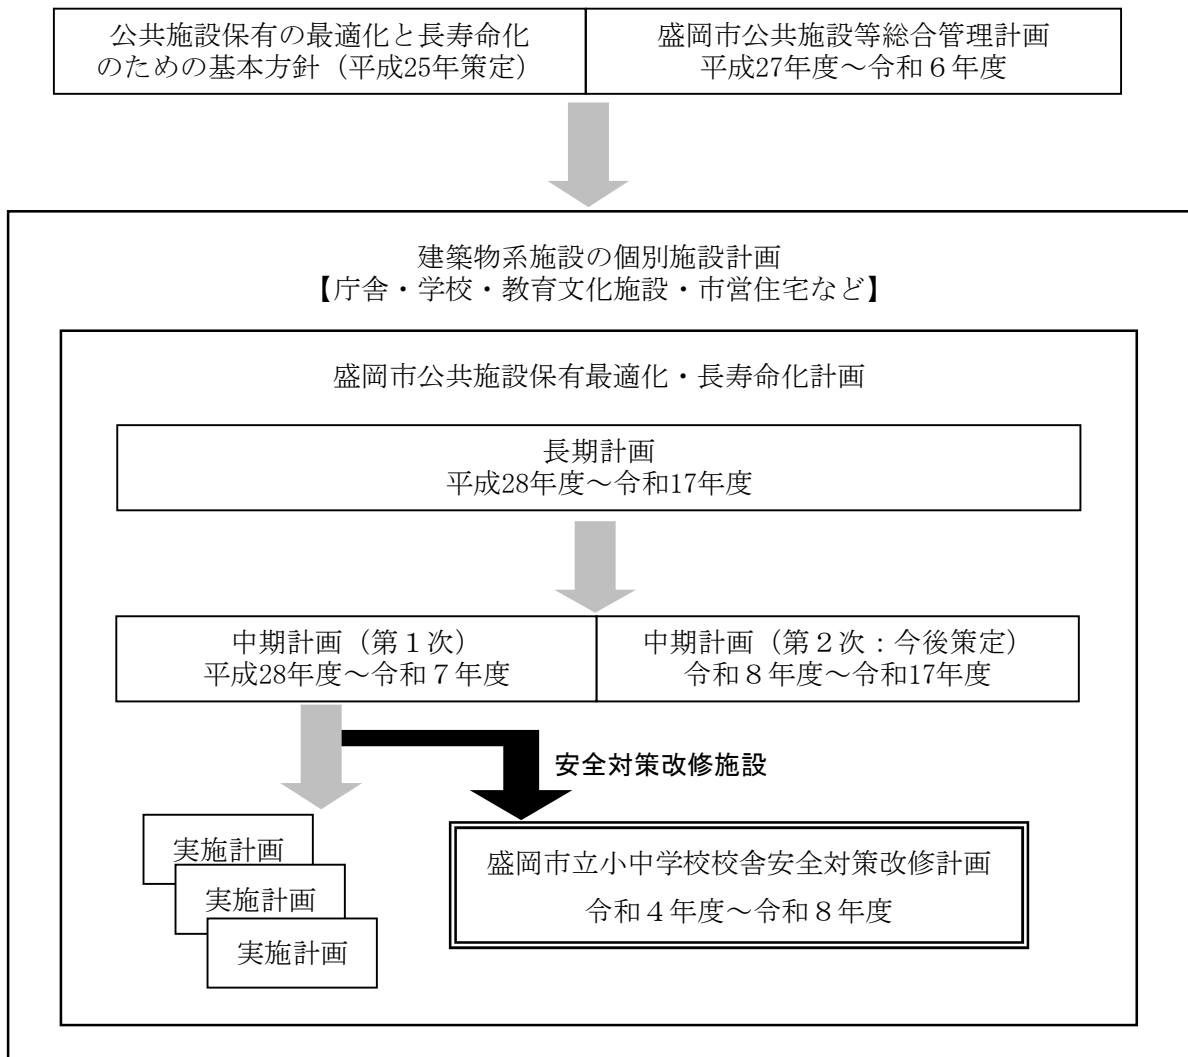 公共施設保有の最適化と長寿命化
のための基本方針（平成25年策定）
盛岡市公共施設等総合管理計画
平成27年度～令和６年度
建築物系施設の個別施設計画
【庁舎・学校・教育文化施設・市営住宅など】
盛岡市公共施設保有最適化・長寿命化計画
長期計画
平成28年度～令和17年度
中期計画（第１次）
平成28年度～令和７年度
中期計画（第２次：今後策定）
令和８年度～令和17年度
安全対策改修施設
実施計画
実施計画
実施計画
盛岡市立小中学校校舎安全対策改修計画
令和４年度～令和８年度